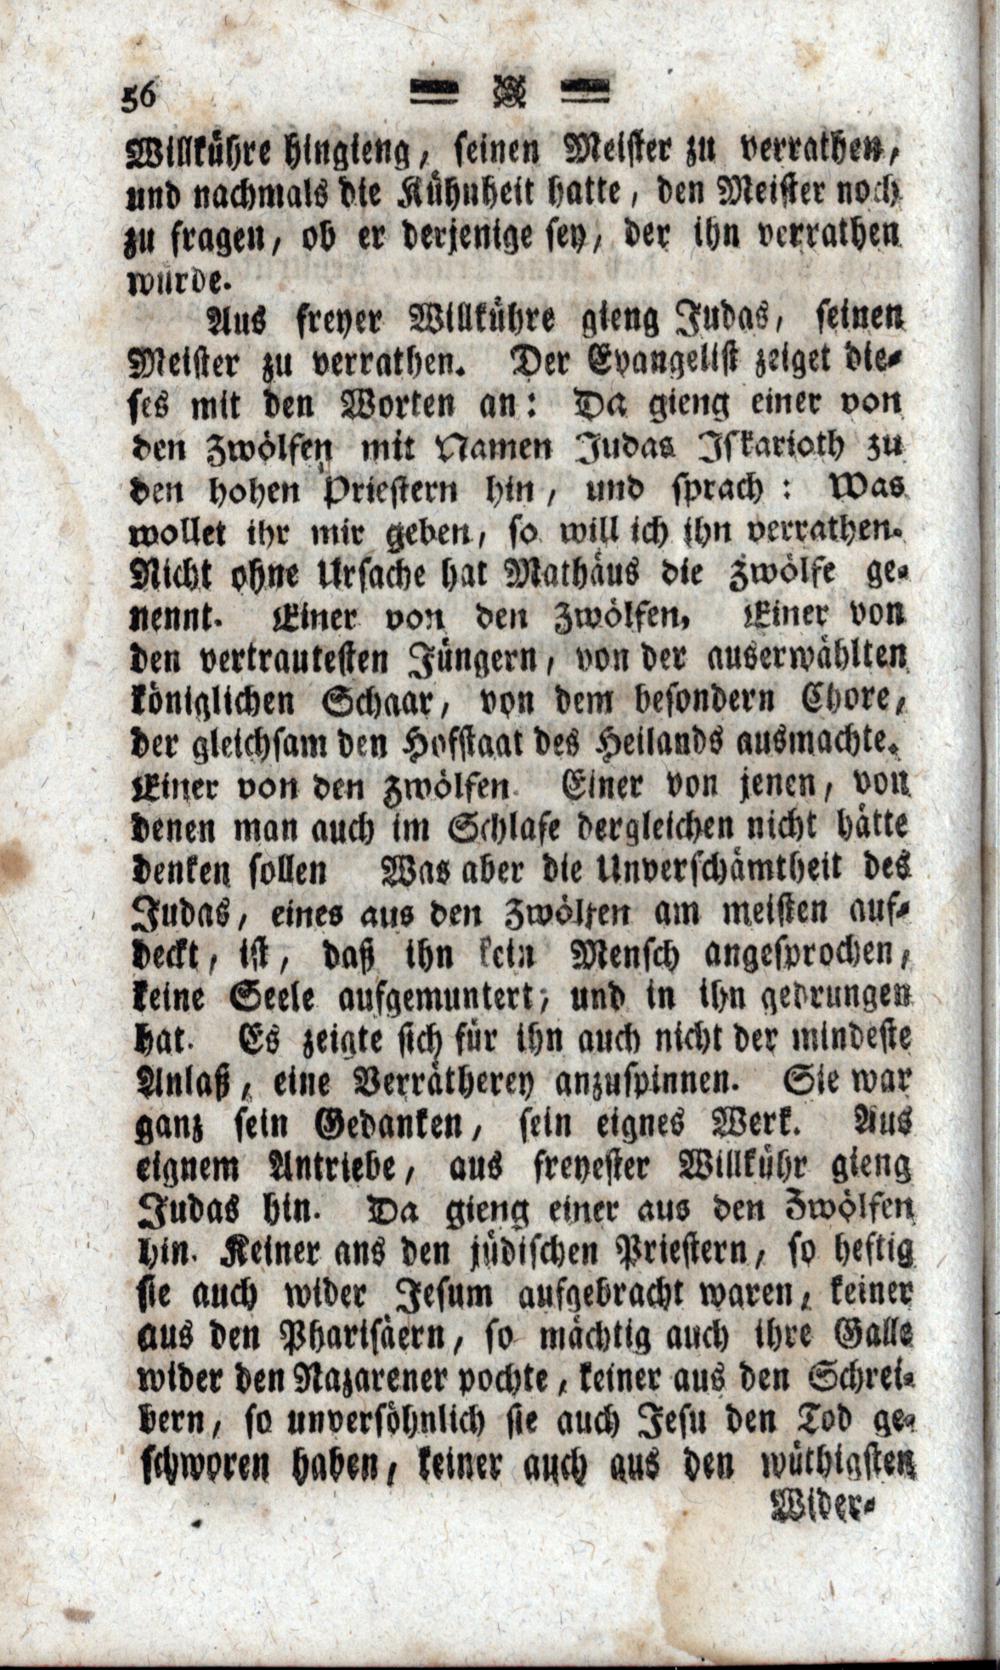 56
Willkühre hingieng, seinen Meister zu verrathen,
und nachmals die Kühnheit hatte, den Meister noch
zu fragen, ob er derjenige sey, der ihn verrathen
würde.
Aus freyer Willkühre gieng Judas, seinen
Meister zu verrathen. Der Evangelist zeiget die-
ses mit den Worten an: Da gieng einer von
den Zwölfen mit Namen Judas Iskarioth zu
den hohen Priestern hin, und sprach: Was
wollet ihr mir geben, so will ich ihn verrathen.
Nicht ohne Ursache hat Mathäus die Zwölfe ge-
nennt. Einer von den Zwölfen, Einer von
den vertrautesten Jüngern, von der auserwählten
königlichen Schaar, von dem besondern Chore,
der gleichsam den Hofstaat des Heilands ausmachte.
Einer von den Zwölfen. Einer von jenen, von
denen man auch im Schlafe dergleichen nicht hätte
denken sollen Was aber die Unverschämtheit des
Judas, eines aus den Zwölfen am meisten auf-
deckt, ist, daß ihn kein Mensch angesprochen,
keine Seele aufgemuntert, und in ihn gedrungen
hat. Es zeigte sich für ihn auch nicht der mindeste
Anlaß, eine Verrätherey anzuspinnen. Sie war
ganz sein Gedanken, sein eignes Werk. Aus
eignem Antriebe, aus freyester Willkühr gieng
Judas hin. Da gieng einer aus den Zwölfen
hin. Keiner ans den jüdischen Priestern, so heftig
sie auch wider Jesum aufgebracht waren, keiner
aus den Pharisäern, so mächtig auch ihre Galle
wider den Nazarener pochte, keiner aus den Schrei-
bern, so unversöhnlich sie auch Jesu den Tod ge-
schworen haben, keiner auch aus den wüthigsten
Wider-